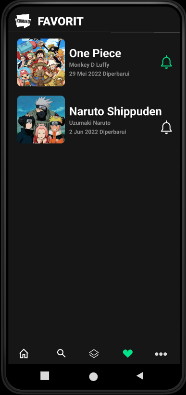 FAVORIT
One Piece
Monkey D Luffy
29 Mei 2022 Diperbarui
Naruto Shippuden
Uzumaki Naruto
2 Jun 2022 Diperbarui